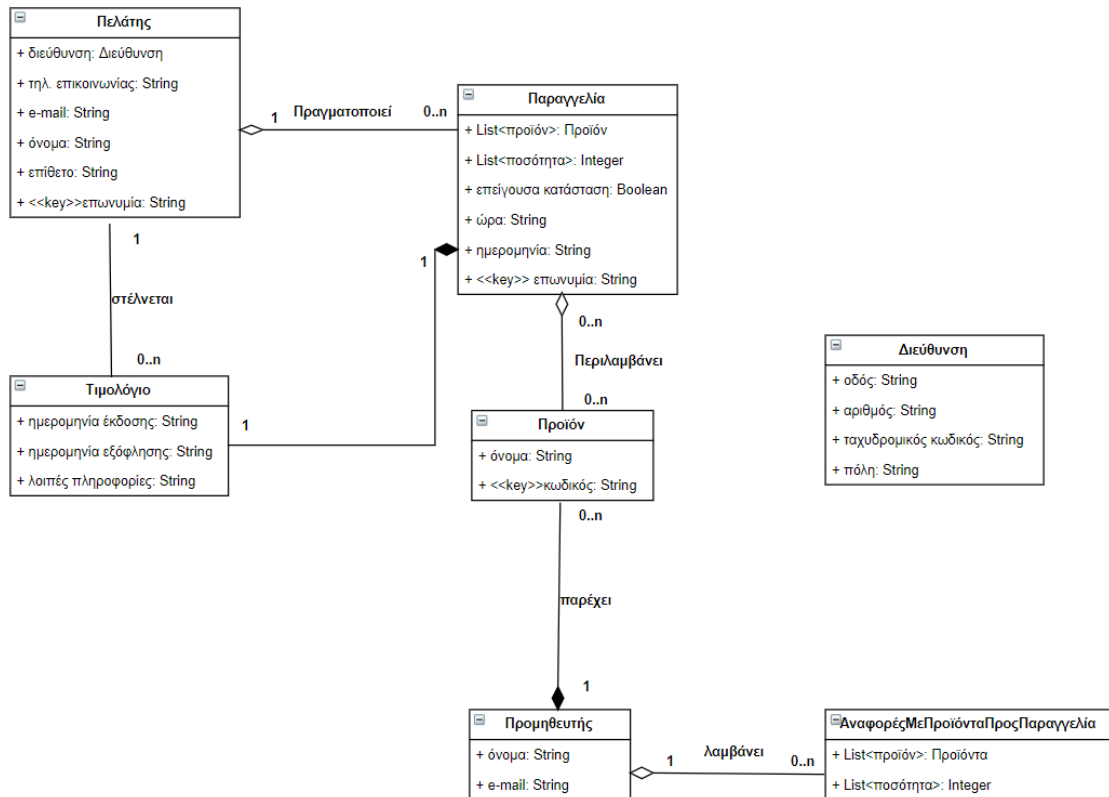 Πελάτης
+ διεύθυνση: Διεύθυνση
+ τηλ. επικοινωνίας: String
+ e-mail: String
+ όνομα: String
+ επίθετο: String
+ <<key>>επωνυμία: String
1
Πραγματοποιεί
0..n
Παραγγελία
+ List<προϊόν>: Προϊόν
+ List<ποσότητα>: Integer
+ επείγουσα κατάσταση: Boolean
+ ώρα: String
+ ημερομηνία: String
+ <<key>> επωνυμία: String
1
στέλνεται
0..n
1
1
Τιμολόγιο
+ ημερομηνία έκδοσης: String
+ ημερομηνία εξόφλησης: String
+ λοιπές πληροφορίες: String
0..n
Περιλαμβάνει
0..n
Προϊόν
+ όνομα: String
+ <<key>>κωδικός: String
Διεύθυνση
+ οδός: String
+ αριθμός: String
+ ταχυδρομικός κωδικός: String
+ πόλη: String
0..n
παρέχει
1
Προμηθευτής
+ όνομα: String
+ e-mail: String
1
λαμβάνει
0..n
ΑναφορέςΜεΠροϊόνταΠροςΠαραγγελία
+ List<προϊόν>: Προϊόντα
+ List<ποσότητα>: Integer